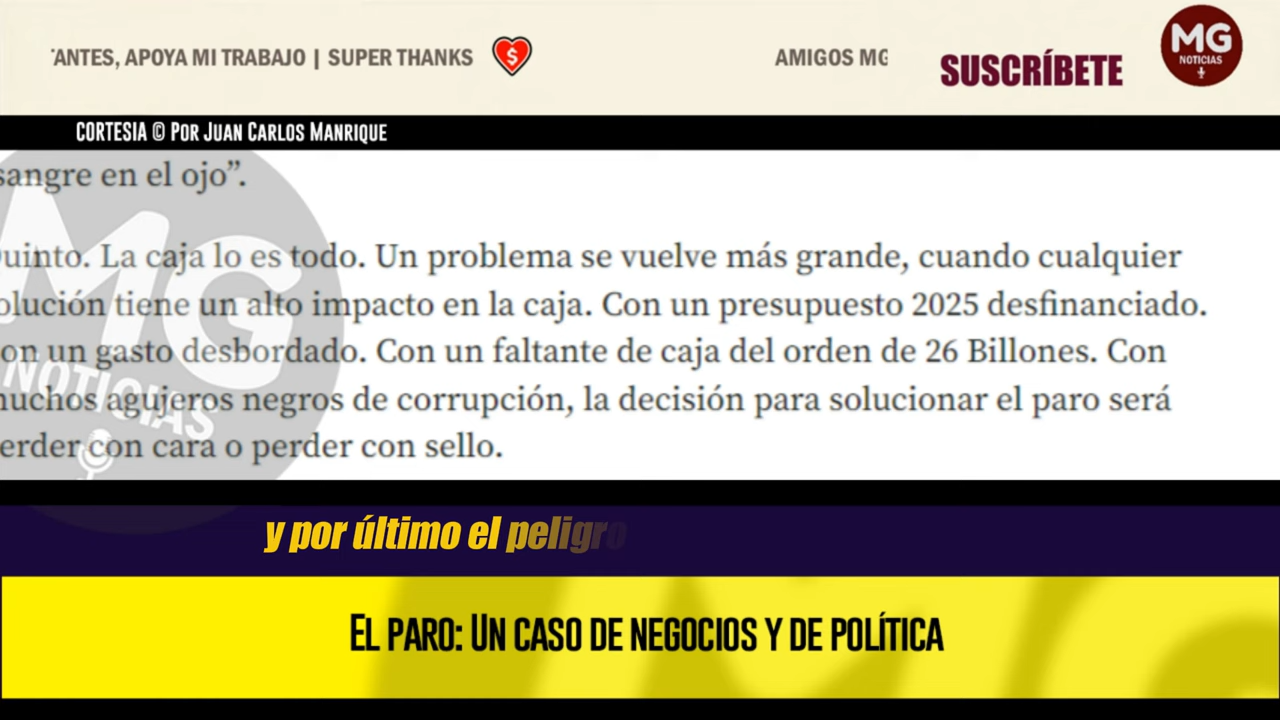 'ANTES, APOYA MI TRABAJO | SUPER THANKS
AMIGOS MG
SUSCRÍBETE
MG
NOTICIAS
CORTESIA © POR JUAN CARLOS MANRIQUE
sangre en el ojo”.
uinto. La caja lo es todo. Un problema se vuelve más grande, cuando cualquier
olución tiene un alto impacto en la caja. Con un presupuesto 2025 desfinanciado.
on un gasto desbordado. Con un faltante de caja del orden de 26 Billones. Con
muchos agujeros negros de corrupción, la decisión para solucionar el paro será
erder con cara o perder con sello.
MG
NOTICIAS
y por último el peligro
EL PARO: UN CASO DE NEGOCIOS Y DE POLÍTICA